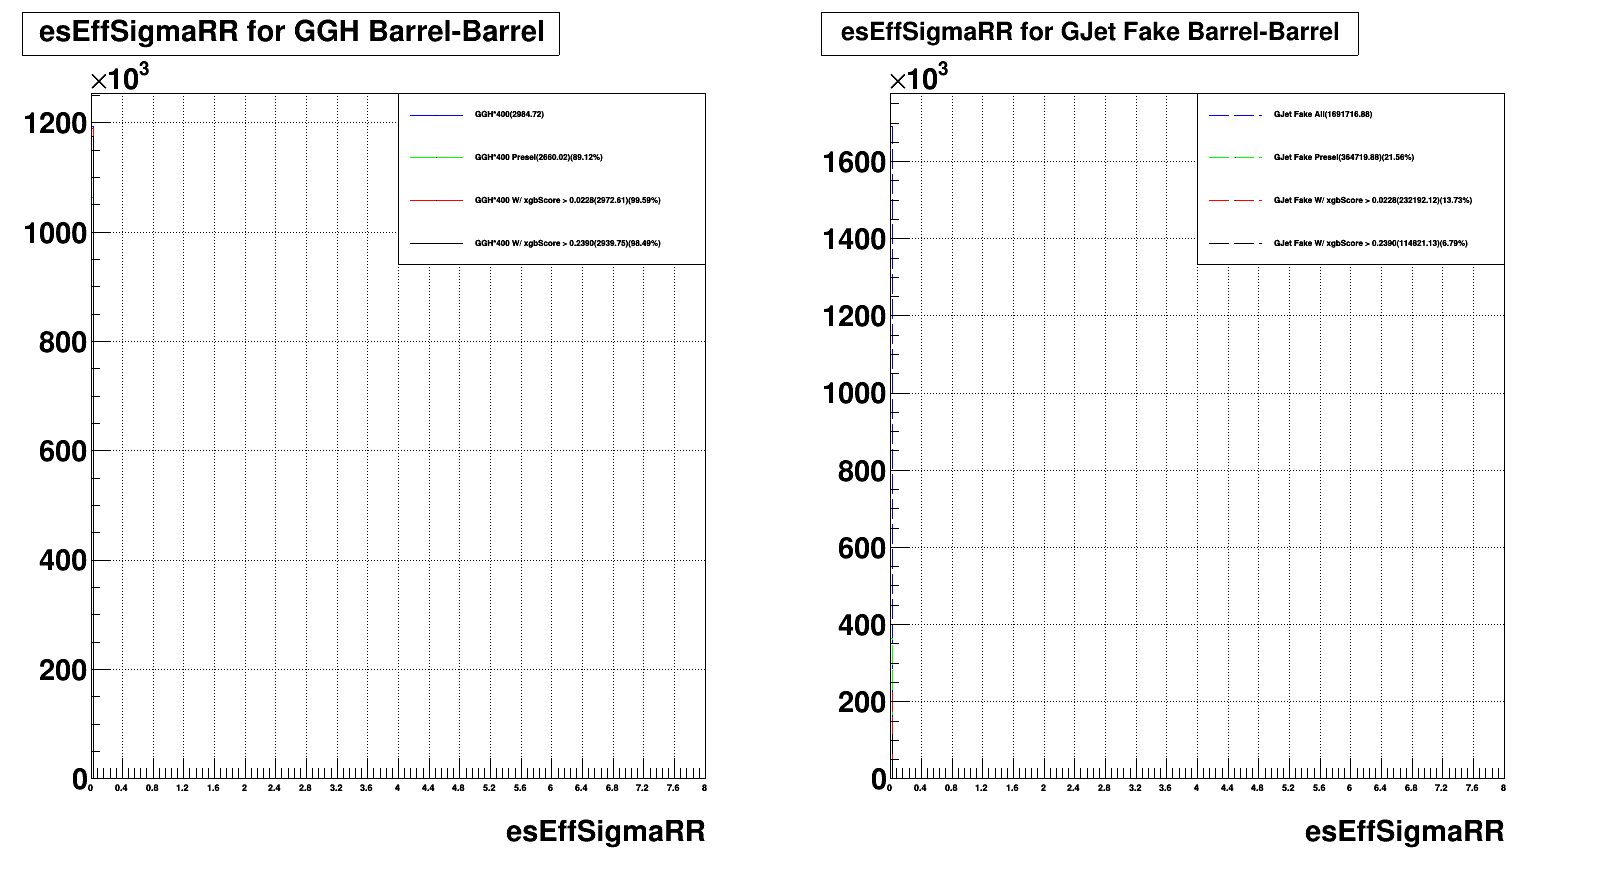 esEffSigmaRR for GGH Barrel-Barrel
×10³
GGH*400(2984.72)
GGH*400 Presel(2660.02)(89.12%)
GGH*400 W/ xgbScore > 0.0228(2972.61)(99.59%)
GGH*400 W/ xgbScore > 0.2390(2939.75)(98.49%)
1200
1000
800
600
400
200
0
0 0.4 0.8 1.2 1.6 2 2.4 2.8 3.2 3.6 4 4.4 4.8 5.2 5.6 6 6.4 6.8 7.2 7.6 8
esEffSigmaRR
esEffSigmaRR for GJet Fake Barrel-Barrel
×10³
GJet Fake All(1691716.88)
GJet Fake Presel(364719.88)(21.56%)
GJet Fake W/ xgbScore > 0.0228(232192.12)(13.73%)
GJet Fake W/ xgbScore > 0.2390(114821.13)(6.79%)
1600
1400
1200
1000
800
600
400
200
0
0 0.4 0.8 1.2 1.6 2 2.4 2.8 3.2 3.6 4 4.4 4.8 5.2 5.6 6 6.4 6.8 7.2 7.6 8
esEffSigmaRR